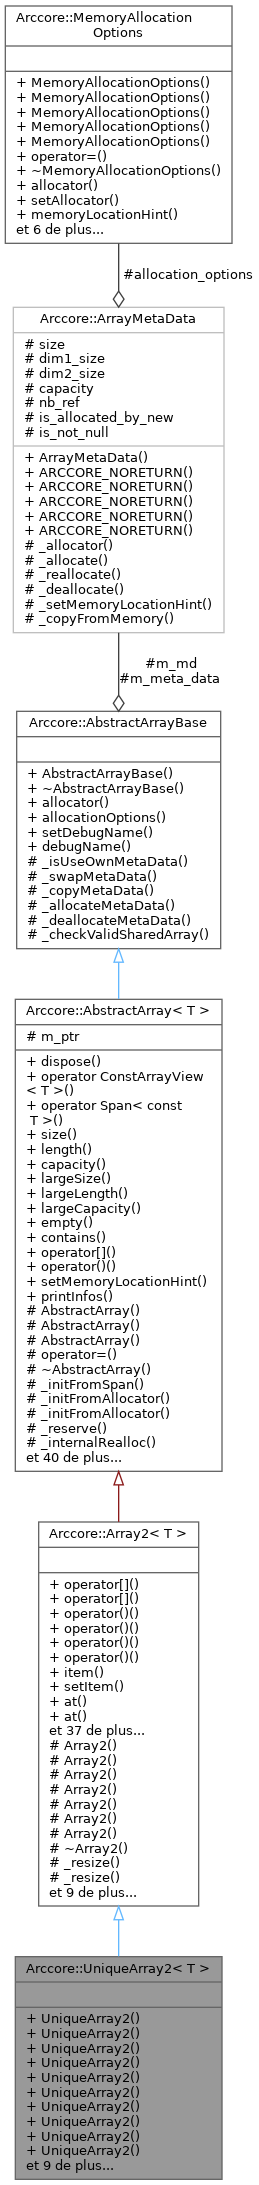 Arccore::MemoryAllocation
Options
+ MemoryAllocationOptions()
+ MemoryAllocationOptions()
+ MemoryAllocationOptions()
+ MemoryAllocationOptions()
+ MemoryAllocationOptions()
+ operator=()
+ ~MemoryAllocationOptions()
+ allocator()
+ setAllocator()
+ memoryLocationHint()
et 6 de plus...
#allocation_options
Arccore::ArrayMetaData
# size
# dim1_size
# dim2_size
# capacity
# nb_ref
# is_allocated_by_new
# is_not_null
+ ArrayMetaData()
+ ARCCORE_NORETURN()
+ ARCCORE_NORETURN()
+ ARCCORE_NORETURN()
+ ARCCORE_NORETURN()
+ ARCCORE_NORETURN()
# _allocator()
# _allocate()
# _reallocate()
# _deallocate()
# _setMemoryLocationHint()
# _copyFromMemory()
#m_md
#m_meta_data
Arccore::AbstractArrayBase
+ AbstractArrayBase()
+ ~AbstractArrayBase()
+ allocator()
+ allocationOptions()
+ setDebugName()
+ debugName()
# _isUseOwnMetaData()
# _swapMetaData()
# _copyMetaData()
# _allocateMetaData()
# _deallocateMetaData()
# _checkValidSharedArray()
Arccore::AbstractArray< T >
# m_ptr
+ dispose()
+ operator ConstArrayView
< T >()
+ operator Span< const
T >()
+ size()
+ length()
+ capacity()
+ largeSize()
+ largeLength()
+ largeCapacity()
+ empty()
+ contains()
+ operator[]()
+ operator()()
+ setMemoryLocationHint()
+ printInfos()
# AbstractArray()
# AbstractArray()
# AbstractArray()
# operator=()
# ~AbstractArray()
# _initFromSpan()
# _initFromAllocator()
# _initFromAllocator()
# _reserve()
# _internalRealloc()
et 40 de plus...
Arccore::Array2< T >
+ operator[]()
+ operator[]()
+ operator()()
+ operator()()
+ operator()()
+ operator()()
+ item()
+ setItem()
+ at()
+ at()
et 37 de plus...
# Array2()
# Array2()
# Array2()
# Array2()
# Array2()
# Array2()
# Array2()
# ~Array2()
# _resize()
# _resize()
et 9 de plus...
Arccore::UniqueArray2< T >
+ UniqueArray2()
+ UniqueArray2()
+ UniqueArray2()
+ UniqueArray2()
+ UniqueArray2()
+ UniqueArray2()
+ UniqueArray2()
+ UniqueArray2()
+ UniqueArray2()
+ UniqueArray2()
et 9 de plus...